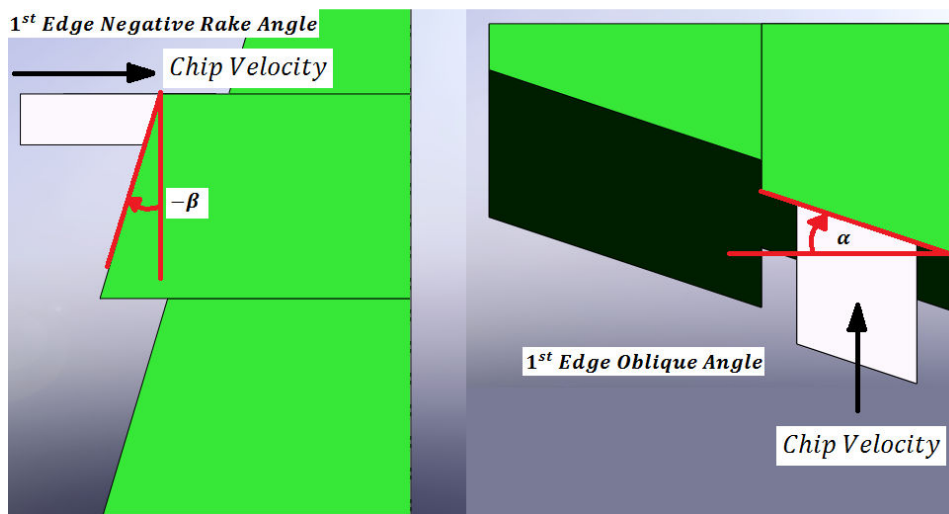 1st Edge Negative Rake Angle
Chip Velocity
−β
α
1st Edge Oblique Angle
Chip Velocity